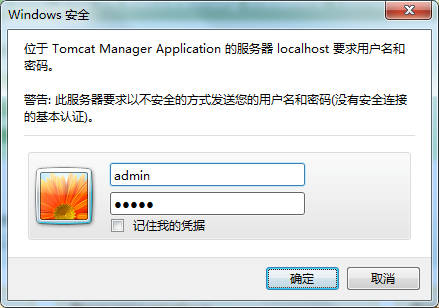 Windows 安全
位于 Tomcat Manager Application 的服务器 localhost 要求用户名和
密码。
警告: 此服务器要求以不安全的方式发送您的用户名和密码(没有安全连接
的基本认证)。
admin
●●●●●
记住我的凭据
确定
取消